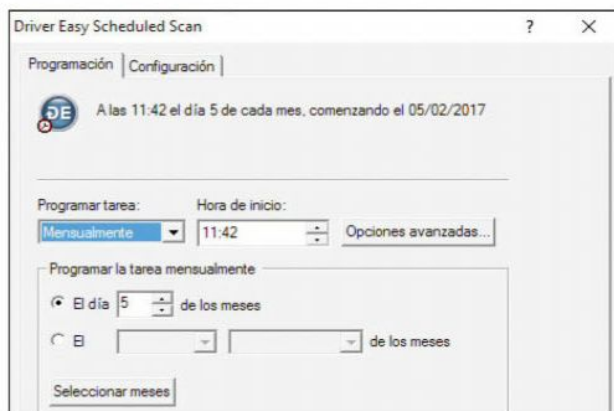 Driver Easy Scheduled Scan
Programación Configuración
DE
A las 11:42 el día 5 de cada mes, comenzando el 05/02/2017
Programar tarea: Hora de inicio:
Mensualmente 11:42 Opciones avanzadas...
Programar la tarea mensualmente
El día 5 de los meses
El de los meses
Seleccionar meses